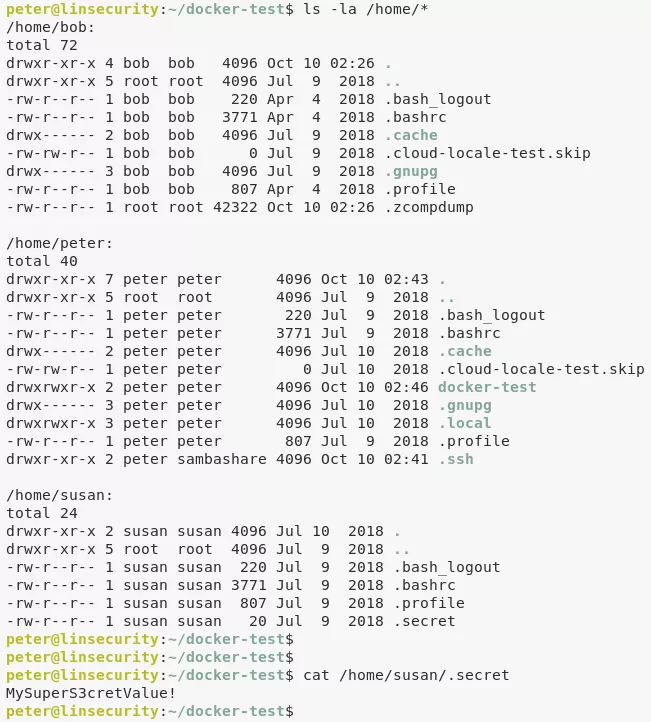 peter@linsecurity:~/docker-test$ ls -la /home/*
/home/bob:
total 72
drwxr-xr-x 4 bob  bob   4096 Oct 10 02:26 .
drwxr-xr-x 5 root root  4096 Jul  9  2018 ..
-rw-r--r-- 1 bob  bob    220 Apr  4  2018 .bash_logout
-rw-r--r-- 1 bob  bob   3771 Apr  4  2018 .bashrc
drwx------ 2 bob  bob   4096 Jul  9  2018 .cache
-rw-rw-r-- 1 bob  bob      0 Jul  9  2018 .cloud-locale-test.skip
drwx------ 3 bob  bob   4096 Jul  9  2018 .gnupg
-rw-r--r-- 1 bob  bob    807 Apr  4  2018 .profile
-rw-r--r-- 1 root root 42322 Oct 10 02:26 .zcompdump

/home/peter:
total 40
drwxr-xr-x 7 peter peter      4096 Oct 10 02:43 .
drwxr-xr-x 5 root  root       4096 Jul  9  2018 ..
-rw-r--r-- 1 peter peter       220 Jul  9  2018 .bash_logout
-rw-r--r-- 1 peter peter      3771 Jul  9  2018 .bashrc
drwx------ 2 peter peter      4096 Jul 10  2018 .cache
-rw-rw-r-- 1 peter peter         0 Jul 10  2018 .cloud-locale-test.skip
drwxrwxr-x 2 peter peter      4096 Oct 10 02:46 docker-test
drwx------ 3 peter peter      4096 Jul 10  2018 .gnupg
drwxrwxr-x 3 peter peter      4096 Jul 10  2018 .local
-rw-r--r-- 1 peter peter       807 Jul  9  2018 .profile
drwxr-xr-x 2 peter sambashare 4096 Oct 10 02:41 .ssh

/home/susan:
total 24
drwxr-xr-x 2 susan susan 4096 Jul 10  2018 .
drwxr-xr-x 5 root  root  4096 Jul  9  2018 ..
-rw-r--r-- 1 susan susan  220 Jul  9  2018 .bash_logout
-rw-r--r-- 1 susan susan 3771 Jul  9  2018 .bashrc
-rw-r--r-- 1 susan susan  807 Jul  9  2018 .profile
-rw-r--r-- 1 susan susan   20 Jul  9  2018 .secret
peter@linsecurity:~/docker-test$
peter@linsecurity:~/docker-test$
peter@linsecurity:~/docker-test$ cat /home/susan/.secret
MySuperS3cretValue!
peter@linsecurity:~/docker-test$